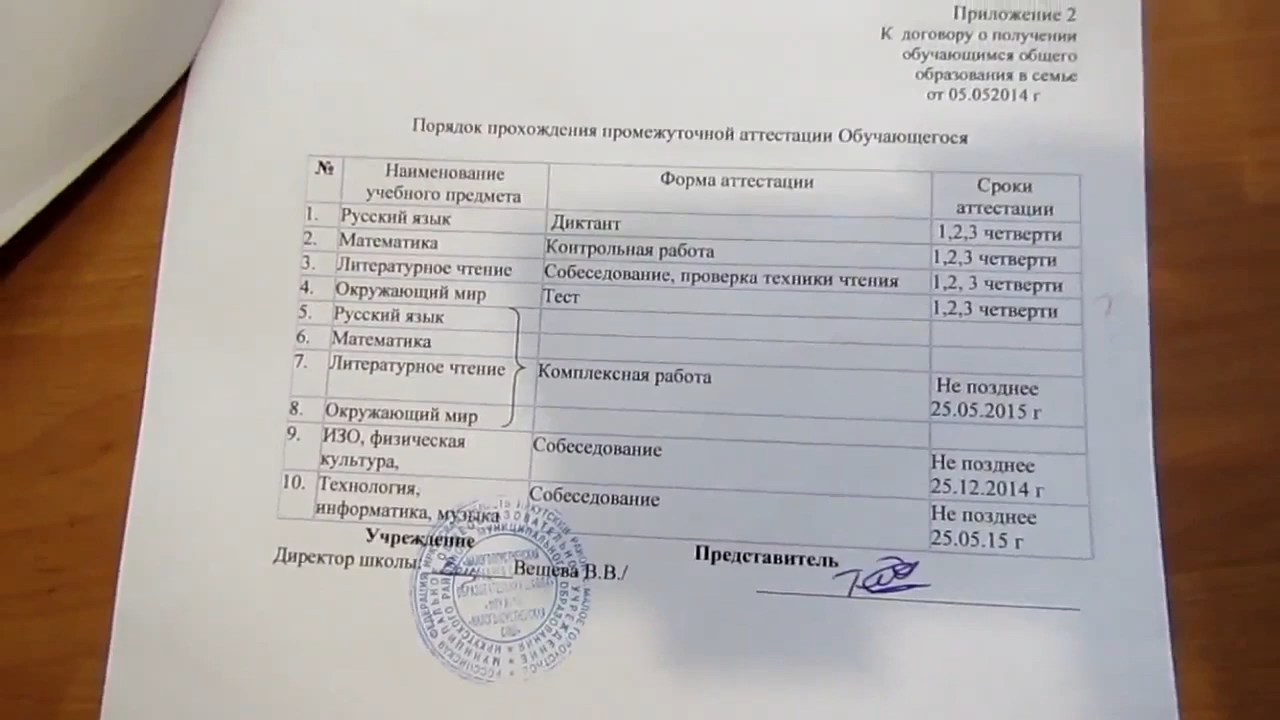 Приложение 2
К договору о получении
обучающимся общего
образования в семье
от 05.052014 г
Порядок прохождения промежуточной аттестации Обучающегося
№ Наименование учебного предмета Форма аттестации Сроки аттестации
1. Русский язык Диктант 1,2,3 четверти
2. Математика Контрольная работа 1,2,3 четверти
3. Литературное чтение Собеседование, проверка техники чтения 1,2, 3 четверти
4. Окружающий мир Тест 1,2,3 четверти
5. Русский язык
6. Математика
7. Литературное чтение Комплексная работа Не позднее 25.05.2015 г
8. Окружающий мир
9. ИЗО, физическая культура, Собеседование Не позднее 25.12.2014 г
10. Технология, информатика, музыка Собеседование Не позднее 25.05.15 г
Учреждение Представитель
Директор школы: Вещева В.В./